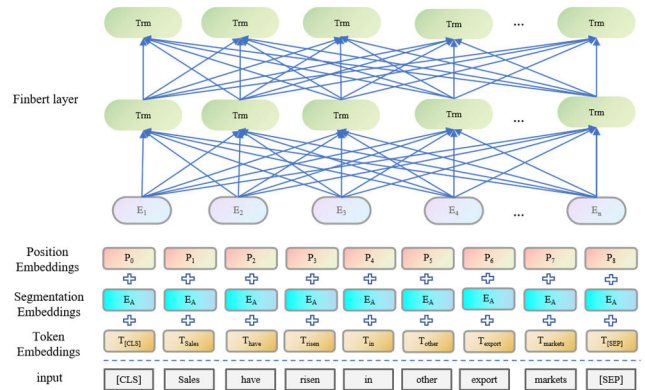 Trm Trm Trm Trm ... Trm
Finbert layer
Trm Trm Trm Trm ... Trm
E1 E2 E3 E4 ... En
Position Embeddings P0 P1 P2 P3 P4 P5 P6 P7 P8
Segmentation Embeddings EA EA EA EA EA EA EA EA EA
Token Embeddings T[CLS] TSales Thave Trisen Tin Tother Texport Tmarkets T[SEP]
input [CLS] Sales have risen in other export markets [SEP]